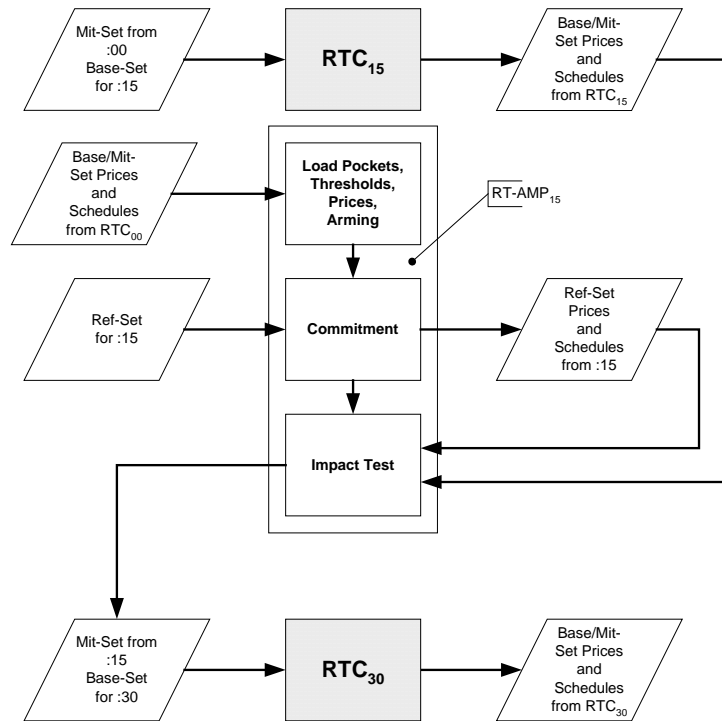 Mit-Set from
:00
Base-Set
for :15
RTC15
Base/Mit-
Set Prices
and
Schedules
from RTC15
Base/Mit-
Set Prices
and
Schedules
from RTC00
Load Pockets,
Thresholds,
Prices,
Arming
RT-AMP15
Ref-Set
for :15
Commitment
Ref-Set
Prices
and
Schedules
from :15
Impact Test
Mit-Set from
:15
Base-Set
for :30
RTC30
Base/Mit-
Set Prices
and
Schedules
from RTC30